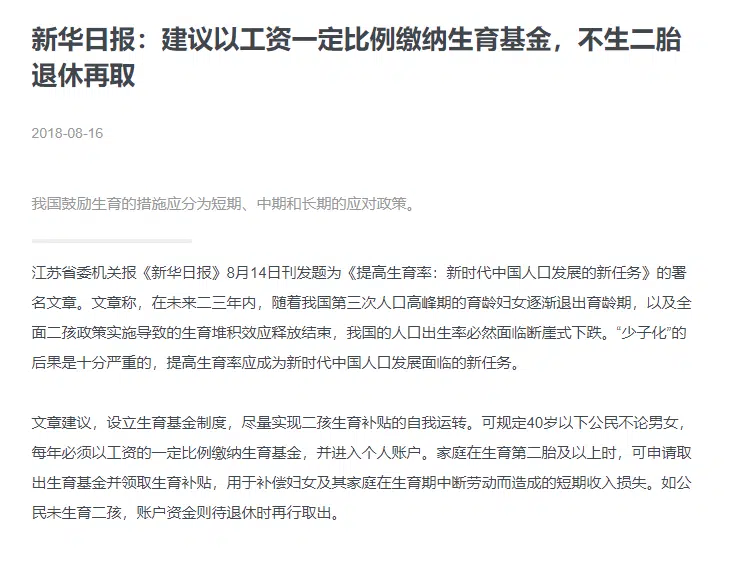 新华日报：建议以工资一定比例缴纳生育基金，不生二胎
退休再取
2018-08-16
我国鼓励生育的措施应分为短期、中期和长期的应对政策。
江苏省委机关报《新华日报》8月14日刊发题为《提高生育率：新时代中国人口发展的新任务》的署
名文章。文章称，在未来二三年内，随着我国第三次人口高峰期的育龄妇女逐渐退出育龄期，以及全
面二孩政策实施导致的生育堆积效应释放结束，我国的人口出生率必然面临断崖式下跌。“少子化”的
后果是十分严重的，提高生育率应成为新时代中国人口发展面临的新任务。
文章建议，设立生育基金制度，尽量实现二孩生育补贴的自我运转。可规定40岁以下公民不论男女，
每年必须以工资的一定比例缴纳生育基金，并进入个人账户。家庭在生育第二胎及以上时，可申请取
出生育基金并领取生育补贴，用于补偿妇女及其家庭在生育期中断劳动而造成的短期收入损失。如公
民未生育二孩，账户资金则待退休时再行取出。